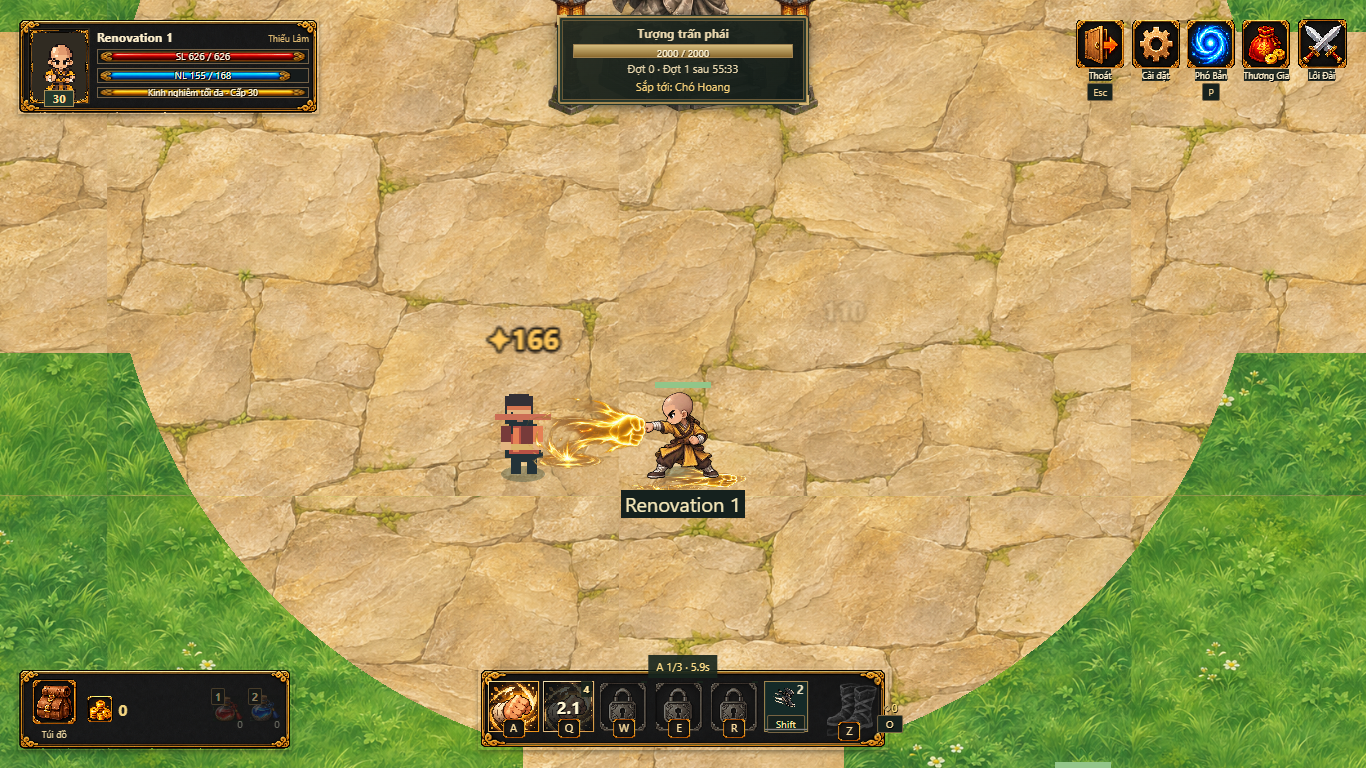 Renovation 1
Thiếu Lâm
SL 626 / 626
NL 155 / 168
Kinh nghiệm tối đa - Cấp 30
30
Tượng trấn phái
2000 / 2000
Đợt 0 · Đợt 1 sau 55:33
Sắp tới: Chó Hoang
Thoát
Cài đặt
Phó Bản
Thương Gia
Lôi Đài
Esc
P
110
166
Renovation 1
A 1/3 · 5.9s
Túi đồ
0
1
0
2
0
A
2.1
4
Q
W
E
R
2
Shift
Z
0
O